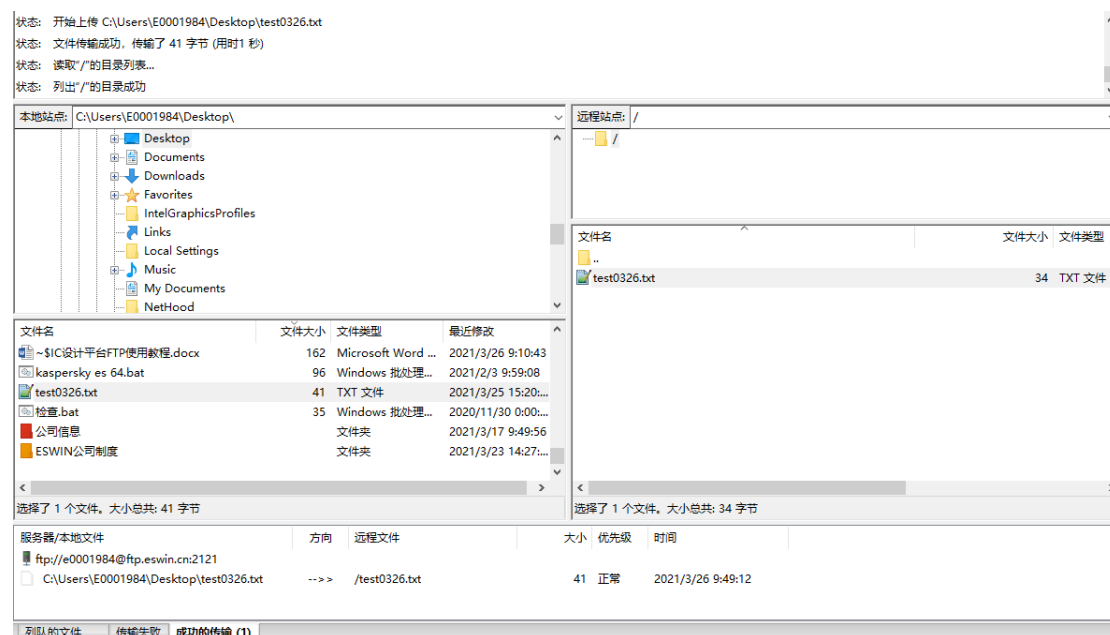 状态: 开始上传 C:\Users\E0001984\Desktop\test0326.txt
状态: 文件传输成功，传输了 41 字节 (用时1 秒)
状态: 读取“/”的目录列表...
状态: 列出“/”的目录成功
本地站点: C:\Users\E0001984\Desktop\
Desktop
Documents
Downloads
Favorites
IntelGraphicsProfiles
Links
Local Settings
Music
My Documents
NetHood
远程站点: /
/
文件名 文件大小 文件类型 最近修改
~$IC设计平台FTP使用教程.docx 162 Microsoft Word ... 2021/3/26 9:10:43
kaspersky es 64.bat 96 Windows 批处理... 2021/2/3 9:59:08
test0326.txt 41 TXT 文件 2021/3/25 15:20:...
检查.bat 35 Windows 批处理... 2020/11/30 0:00:...
公司信息 文件夹 2021/3/17 9:49:56
ESWIN公司制度 文件夹 2021/3/23 14:27:...
选择了 1 个文件。大小总共: 41 字节
文件名 文件大小 文件类型
..
test0326.txt 34 TXT 文件
选择了 1 个文件。大小总共: 34 字节
服务器/本地文件 方向 远程文件 大小 优先级 时间
ftp://e0001984@ftp.eswin.cn:2121
C:\Users\E0001984\Desktop\test0326.txt -->> /test0326.txt 41 正常 2021/3/26 9:49:12
列队的文件 传输失败 成功的传输 (1)